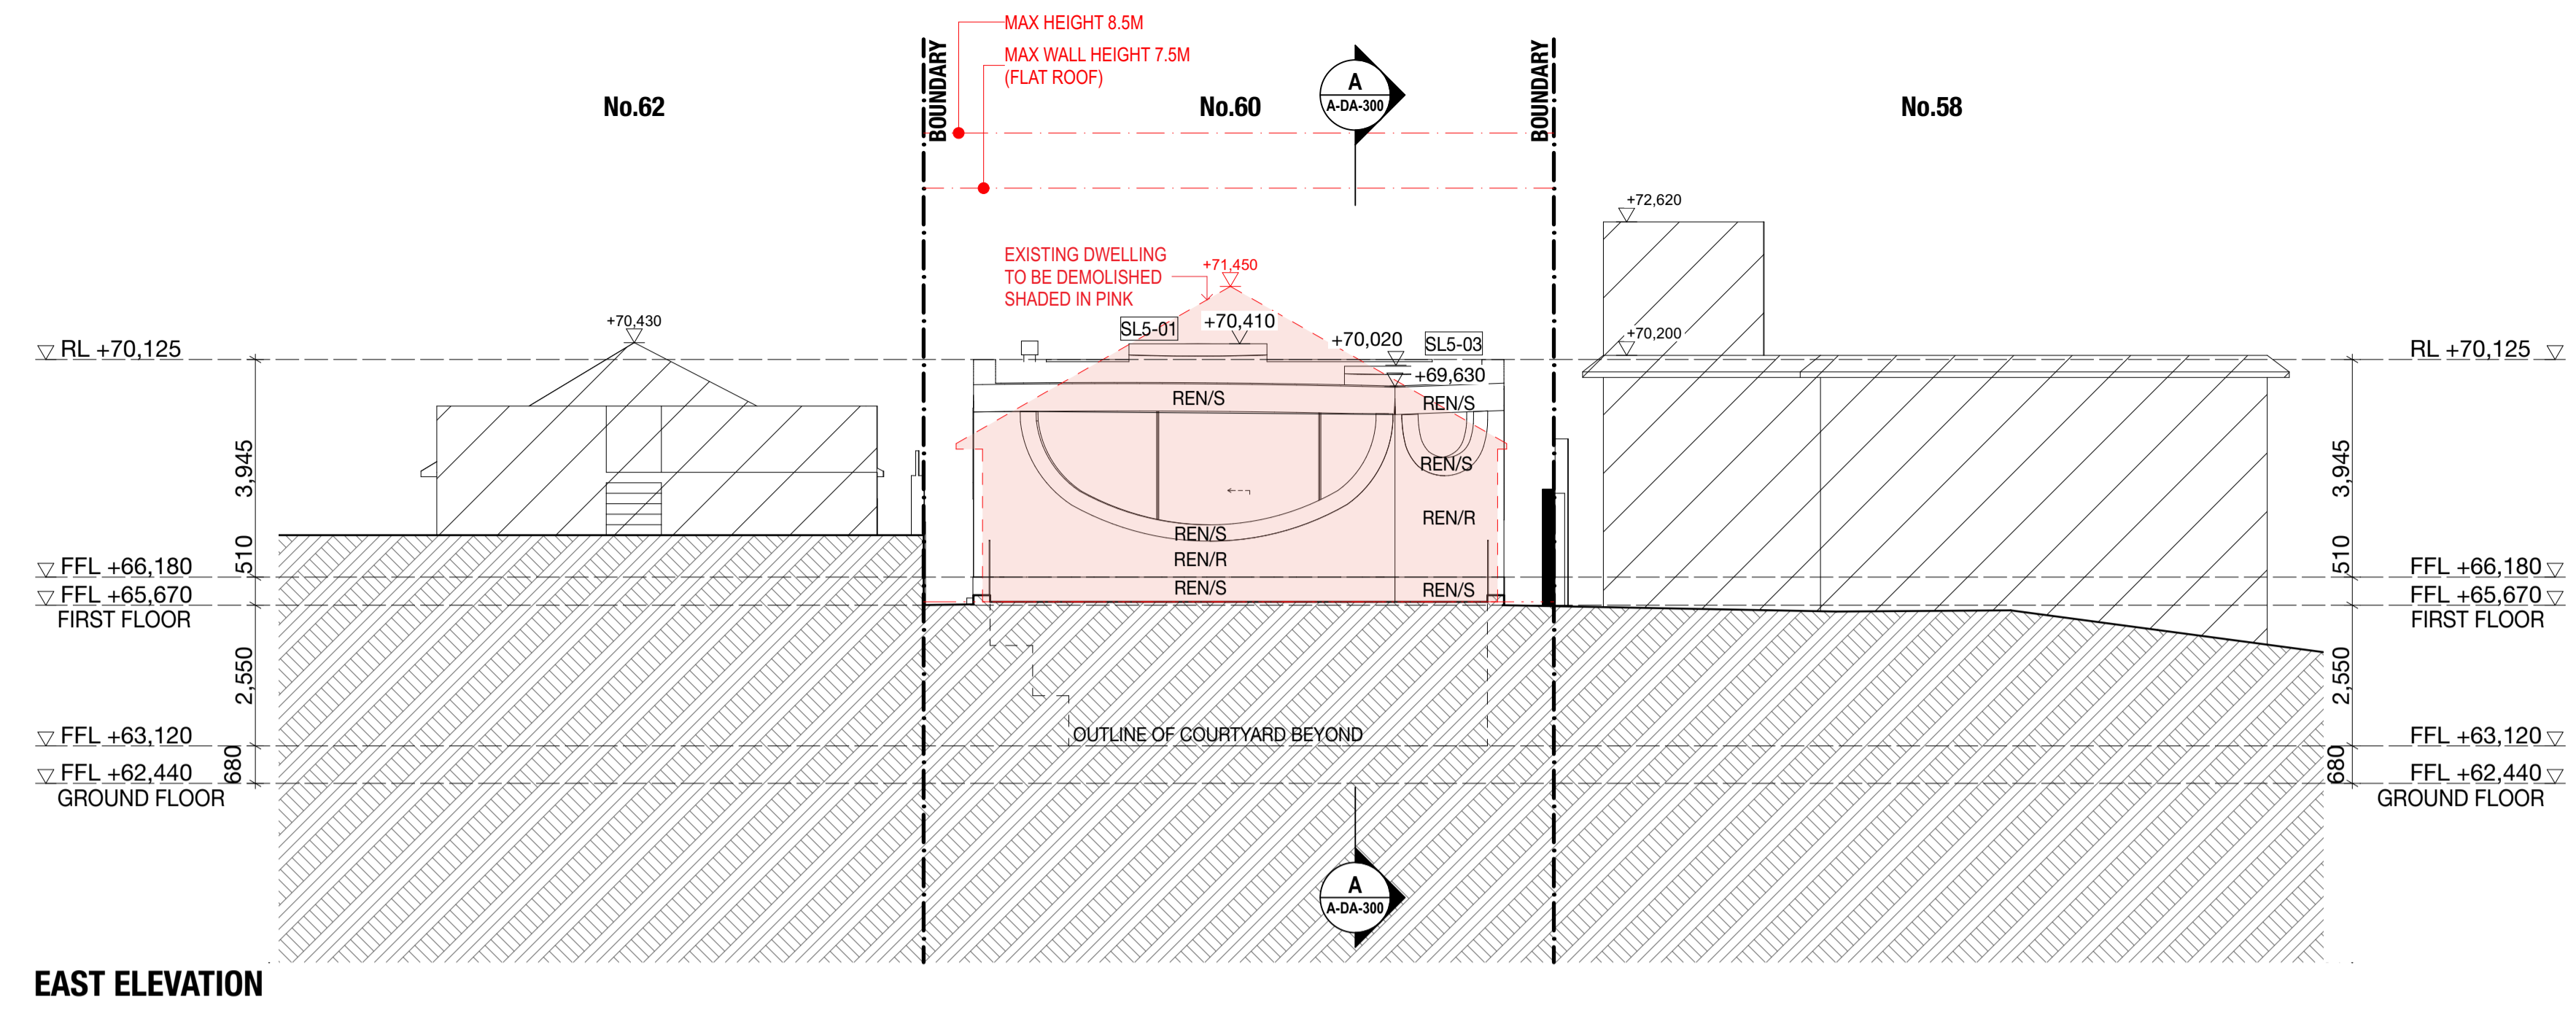 MAX HEIGHT 8.5M
MAX WALL HEIGHT 7.5M
(FLAT ROOF)
BOUNDARY
BOUNDARY
No.62
No.60
No.58
A
A-DA-300
+72,620
EXISTING DWELLING
TO BE DEMOLISHED
SHADED IN PINK
+71,450
+70,430
SL5-01
+70,410
+70,020
SL5-03
+70,200
RL +70,125
RL +70,125
+69,630
REN/S
REN/S
REN/S
REN/R
REN/S
REN/R
REN/S
REN/S
3,945
510
2,550
680
3,945
510
2,550
680
FFL +66,180
FFL +65,670
FIRST FLOOR
FFL +66,180
FFL +65,670
FIRST FLOOR
OUTLINE OF COURTYARD BEYOND
FFL +63,120
FFL +62,440
GROUND FLOOR
FFL +63,120
FFL +62,440
GROUND FLOOR
A
A-DA-300
EAST ELEVATION